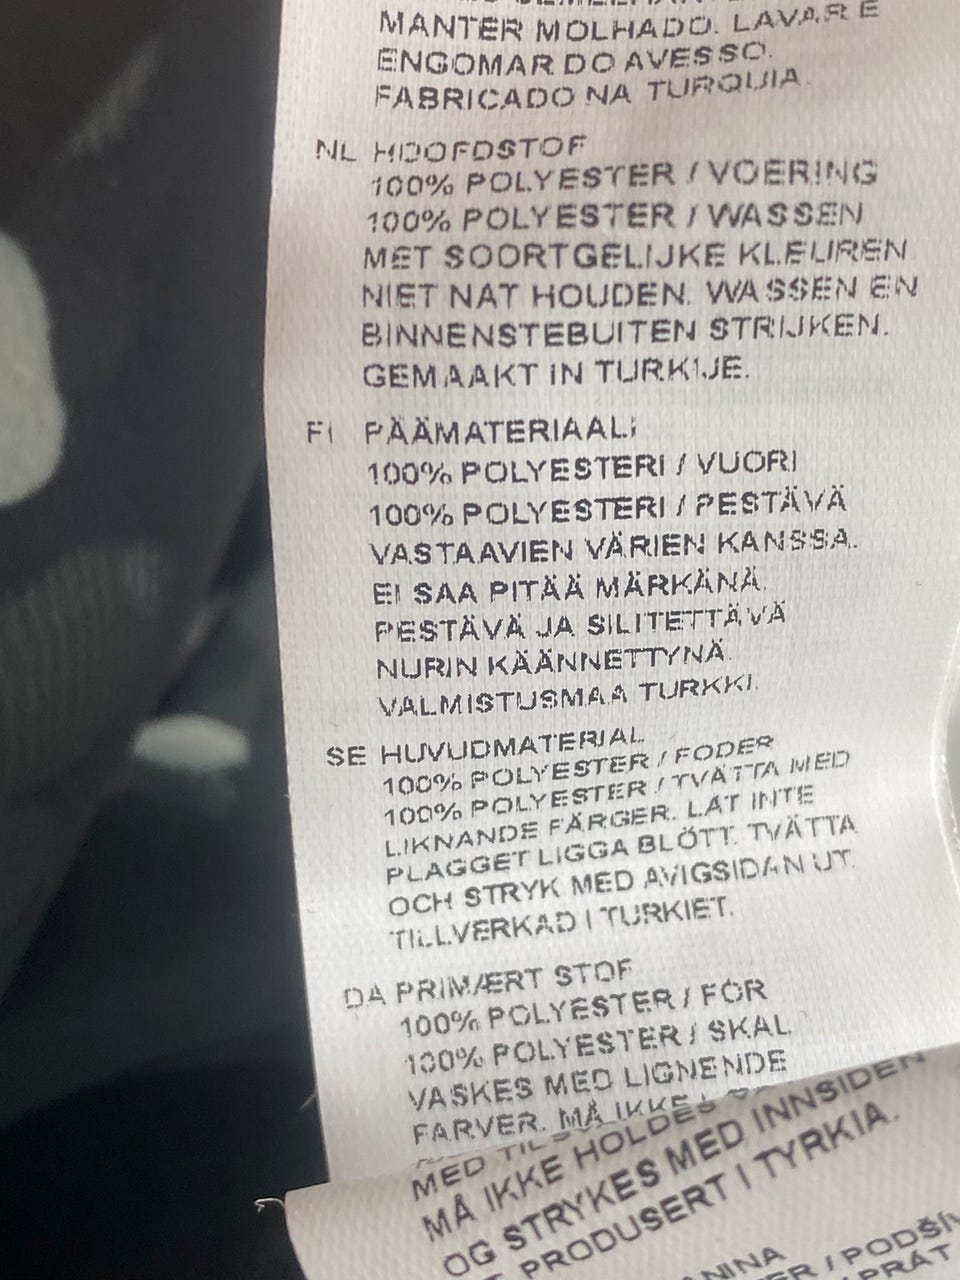 MANTER MOLHADO. LAVAR E
ENGOMAR DO AVESSO.
FABRICADO NA TURQUIA.
NL HOOFDSTOF
100% POLYESTER / VOERING
100% POLYESTER / WASSEN
MET SOORTGELIJKE KLEUREN.
NIET NAT HOUDEN. WASSEN EN
BINNENSTEBUITEN STRIJKEN.
GEMAAKT IN TURKIJE.
FI PÄÄMATERIAALI
100% POLYESTERI / VUORI
100% POLYESTERI / PESTÄVÄ
VASTAAVIEN VÄRIEN KANSSA.
EI SAA PITÄÄ MÄRKÄNÄ.
PESTÄVÄ JA SILITETTÄVÄ
NURIN KÄÄNNETTYNÄ.
VALMISTUSMAA TURKKI.
SE HUVUDMATERIAL
100% POLYESTER / FODER
100% POLYESTER / TVÄTTA MED
LIKNANDE FÄRGER. LÅT INTE
PLAGGET LIGGA BLÖTT. TVÄTTA
OCH STRYK MED AVIGSIDAN UT.
TILLVERKAD I TURKIET.
DA PRIMÆRT STOF
100% POLYESTER / FOR
100% POLYESTER / SKAL
VASKES MED LIGNENDE
FARVER. MÅ IKKE
MED
MÅ IKKE HOLDES
OG STRYKES MED INNSIDEN
PRODUSERT I TYRKIA.